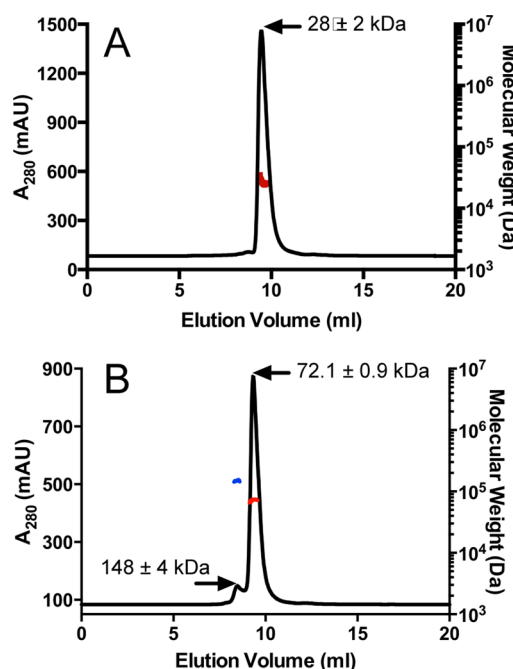 A
28 ± 2 kDa
1500
1200
900
600
300
0
A280 (mAU)
10^7
10^6
10^5
10^4
10^3
Molecular Weight (Da)
0 5 10 15 20
Elution Volume (ml)
B
72.1 ± 0.9 kDa
148 ± 4 kDa
900
700
500
300
100
A280 (mAU)
10^7
10^6
10^5
10^4
10^3
Molecular Weight (Da)
0 5 10 15 20
Elution Volume (ml)